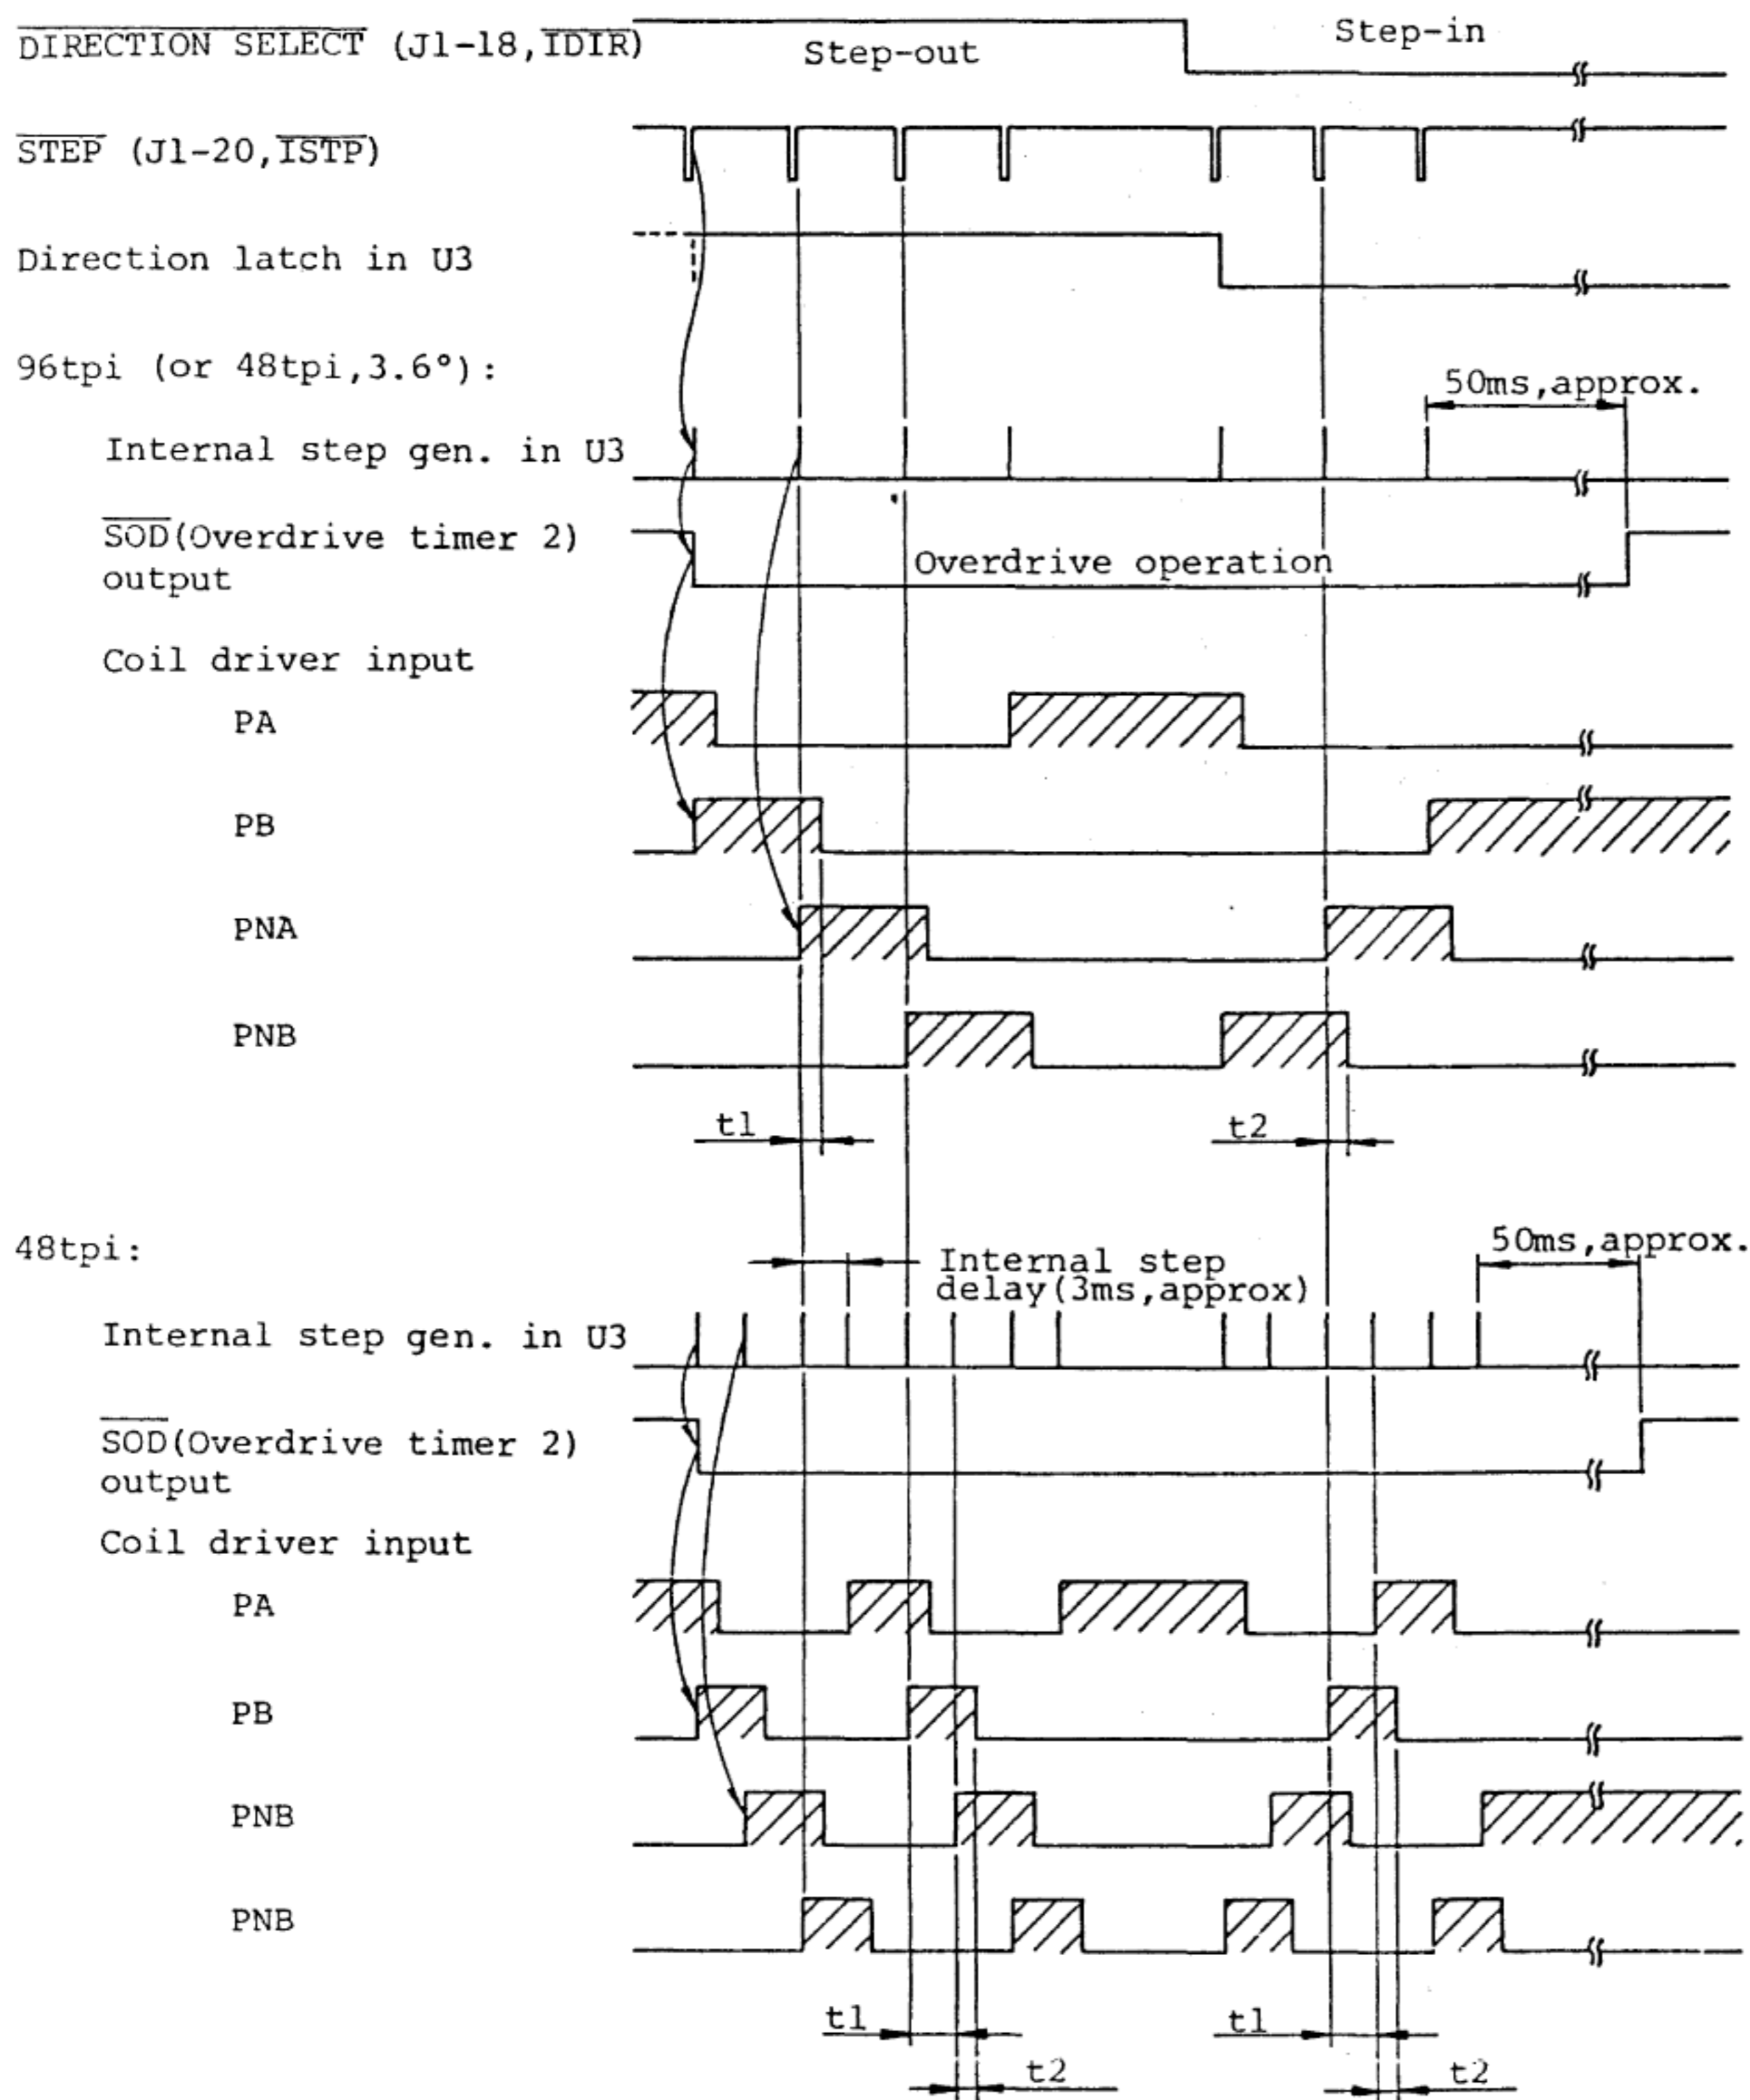 DIRECTION SELECT (J1-18,IDIR)
Step-out
Step-in
STEP (J1-20,ISTP)
Direction latch in U3
96tpi (or 48tpi,3.6°):
50ms,approx.
Internal step gen. in U3
SOD(Overdrive timer 2)
output
Overdrive operation
Coil driver input
PA
PB
PNA
PNB
t1
t2
48tpi:
Internal step
delay(3ms,approx)
50ms,approx.
Internal step gen. in U3
SOD(Overdrive timer 2)
output
Coil driver input
PA
PB
PNB
PNB
t1
t1
t2
t2